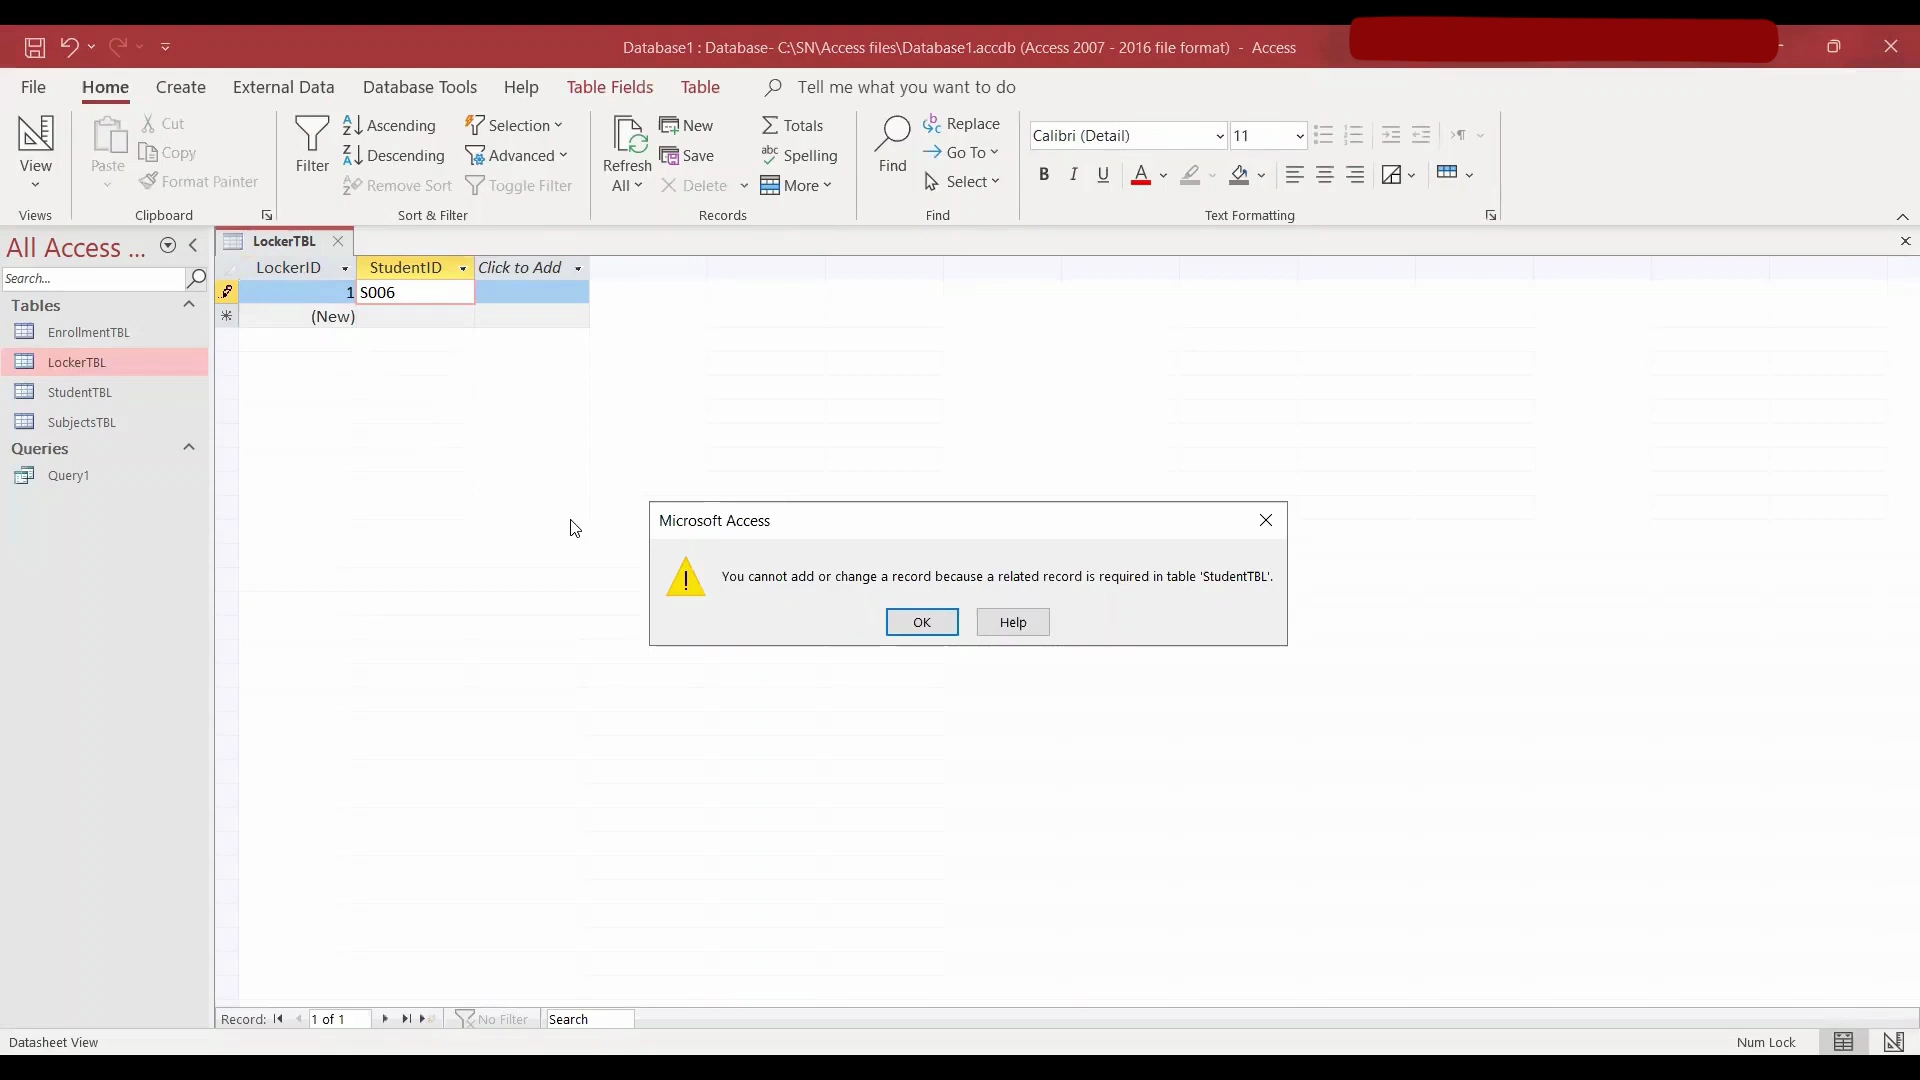 Database1 : Database- C:\SN\Access files\Database1.accdb (Access 2007 - 2016 file format) - Access
File Home Create External Data Database Tools Help Table Fields Table Tell me what you want to do
View
Views
Paste
Cut
Copy
Format Painter
Clipboard
Filter
Ascending
Descending
Remove Sort
Selection
Advanced
Toggle Filter
Sort & Filter
Refresh
All
New
Save
Delete
Totals
Spelling
More
Records
Find
Replace
Go To
Select
Find
Calibri (Detail) 11
B I U A
Text Formatting
All Access ...
Search...
Tables
EnrollmentTBL
LockerTBL
StudentTBL
SubjectsTBL
Queries
Query1
LockerTBL
LockerID StudentID Click to Add
1 S006
(New)
Microsoft Access
You cannot add or change a record because a related record is required in table 'StudentTBL'.
OK Help
Record: 1 of 1 No Filter Search
Datasheet View Num Lock